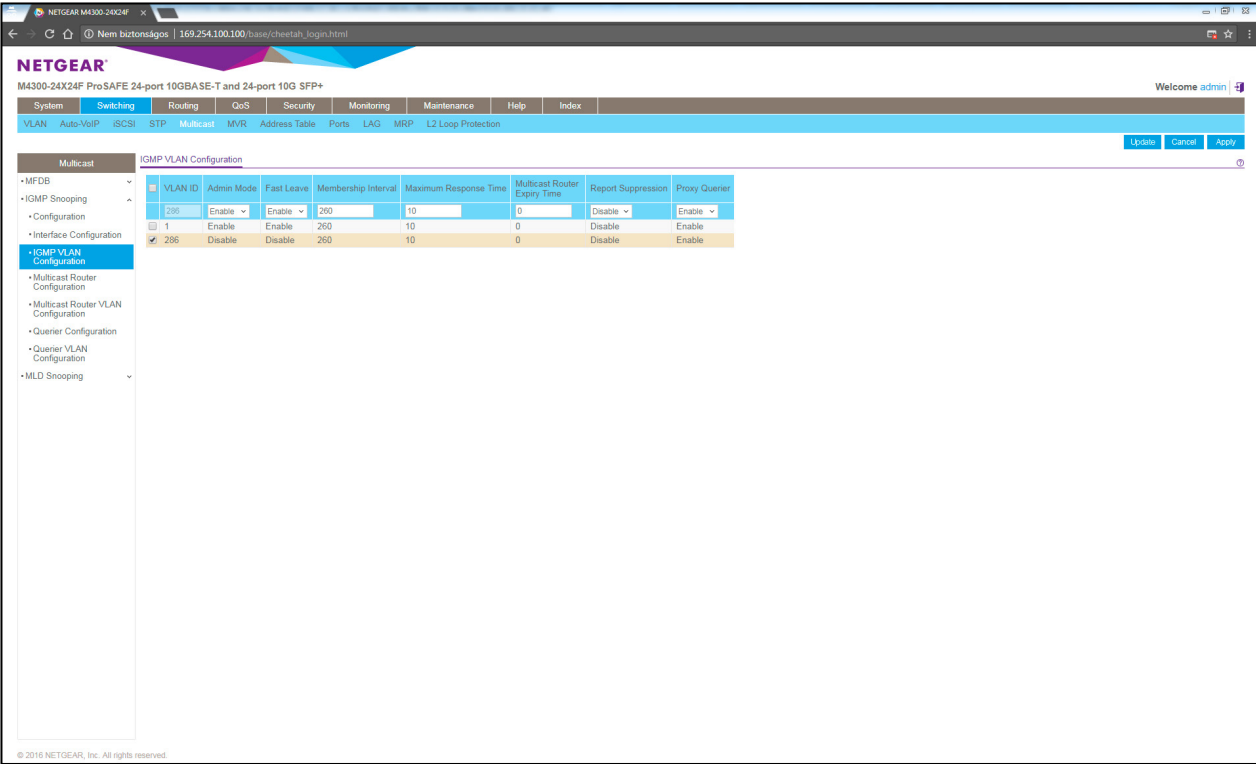 NETGEAR M4300-24X24F
Nem biztonságos | 169.254.100.100/base/cheetah_login.html
NETGEAR®
M4300-24X24F ProSAFE 24-port 10GBASE-T and 24-port 10G SFP+
Welcome admin
System Switching Routing QoS Security Monitoring Maintenance Help Index
VLAN Auto-VoIP iSCSI STP Multicast MVR Address Table Ports LAG MRP L2 Loop Protection
Update Cancel Apply
Multicast
• MFDB
• IGMP Snooping
• Configuration
• Interface Configuration
• IGMP VLAN
Configuration
• Multicast Router
Configuration
• Multicast Router VLAN
Configuration
• Querier Configuration
• Querier VLAN
Configuration
• MLD Snooping
IGMP VLAN Configuration
VLAN ID Admin Mode Fast Leave Membership Interval Maximum Response Time Multicast Router Expiry Time Report Suppression Proxy Querier
286 Enable Enable 260 10 0 Disable Enable
1 Enable Enable 260 10 0 Disable Enable
286 Disable Disable 260 10 0 Disable Enable
© 2016 NETGEAR, Inc. All rights reserved.